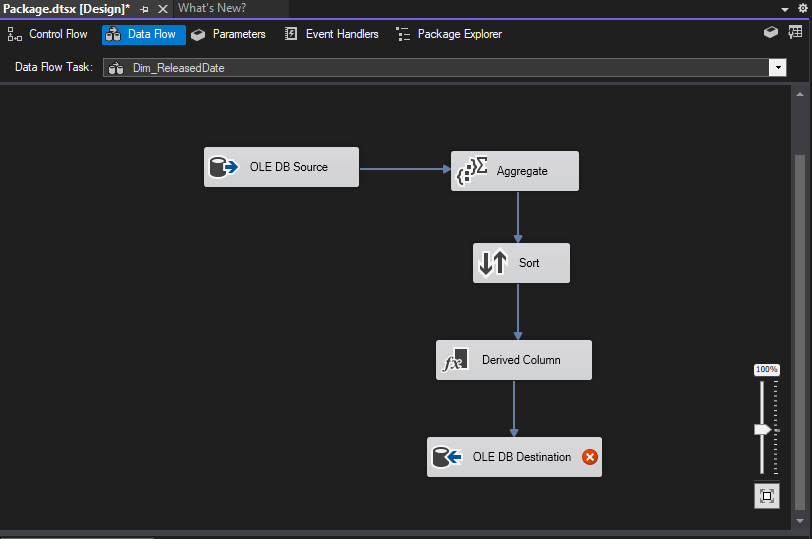 Package.dtsx [Design]* What's New?
Control Flow Data Flow Parameters Event Handlers Package Explorer
Data Flow Task: Dim_ReleasedDate
OLE DB Source Aggregate
Sort
Derived Column
100%
OLE DB Destination